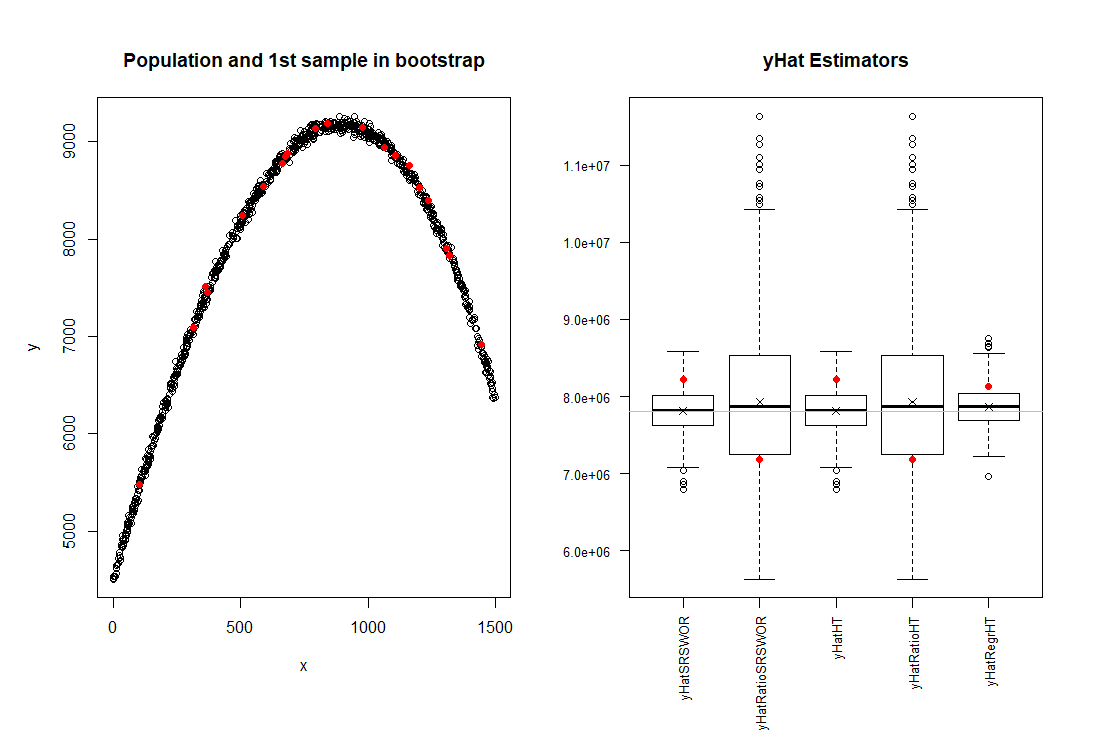 Population and 1st sample in bootstrap
y
9000
8000
7000
6000
5000
0
500
1000
1500
x
yHat Estimators
1.1e+07
1.0e+07
9.0e+06
8.0e+06
7.0e+06
6.0e+06
yHatSRSWOR
yHatRatioSRSWOR
yHatHT
yHatRatioHT
yHatRegrHT